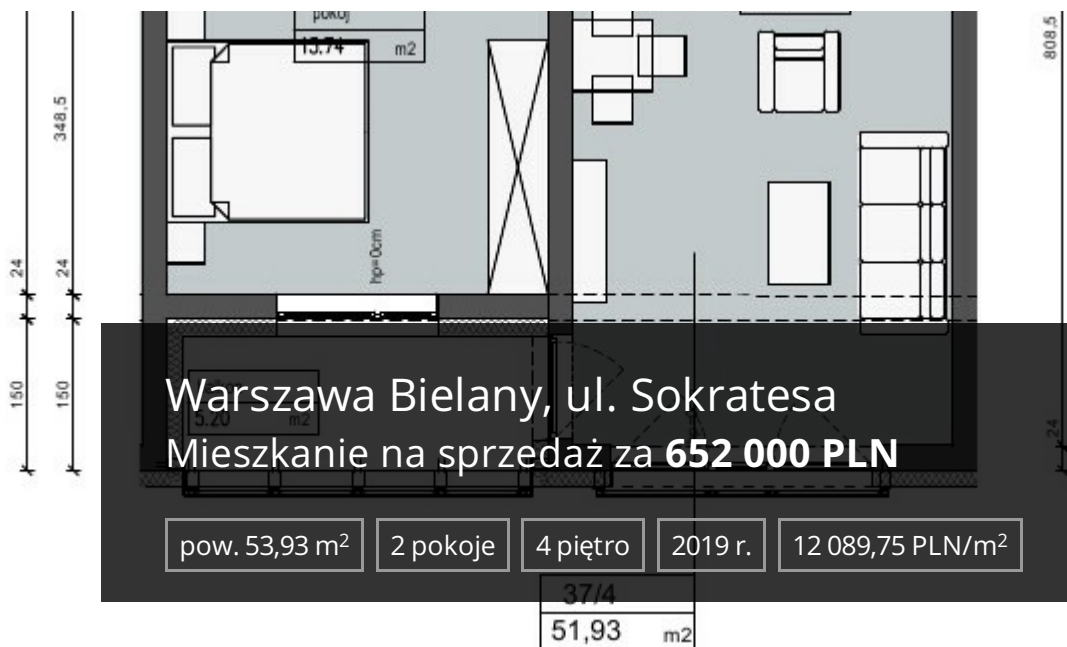 pokoj
13.74 m2
808,5
348,5
hp=0cm
24
24
150
150
24
Warszawa Bielany, ul. Sokratesa
5.20 m2
Mieszkanie na sprzedaż za 652 000 PLN
pow. 53,93 m²
2 pokoje
4 piętro
2019 r.
12 089,75 PLN/m²
37/4
51,93 m2